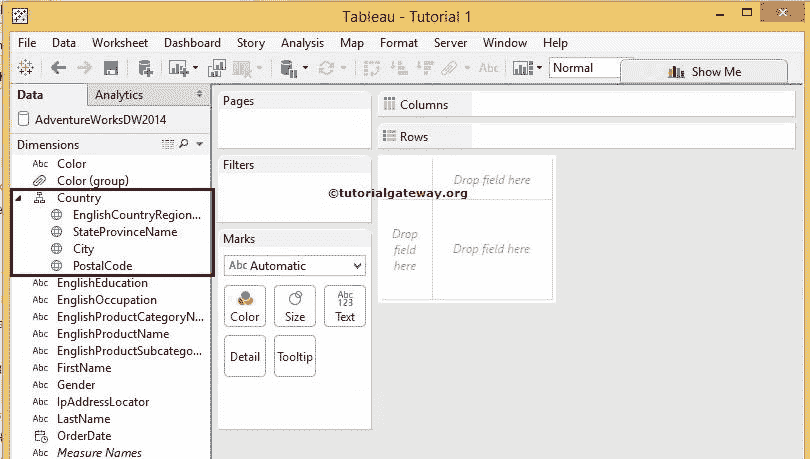 Tableau - Tutorial 1
File Data Worksheet Dashboard Story Analysis Map Format Server Window Help
Abc Normal Show Me
Data Analytics
AdventureWorksDW2014
Dimensions
Abc Color
Color (group)
Country
EnglishCountryRegion...
StateProvinceName
City
PostalCode
Abc EnglishEducation
Abc EnglishOccupation
Abc EnglishProductCategoryN...
Abc EnglishProductName
Abc EnglishProductSubcatego...
Abc FirstName
Abc Gender
Abc IpAddressLocator
Abc LastName
OrderDate
Abc Measure Names
Pages
Filters
Marks
Abc Automatic
Color Size Abc 123 Text
Detail Tooltip
Columns
Rows
Drop field here
©tutorialgateway.org
Drop field here
Drop field here